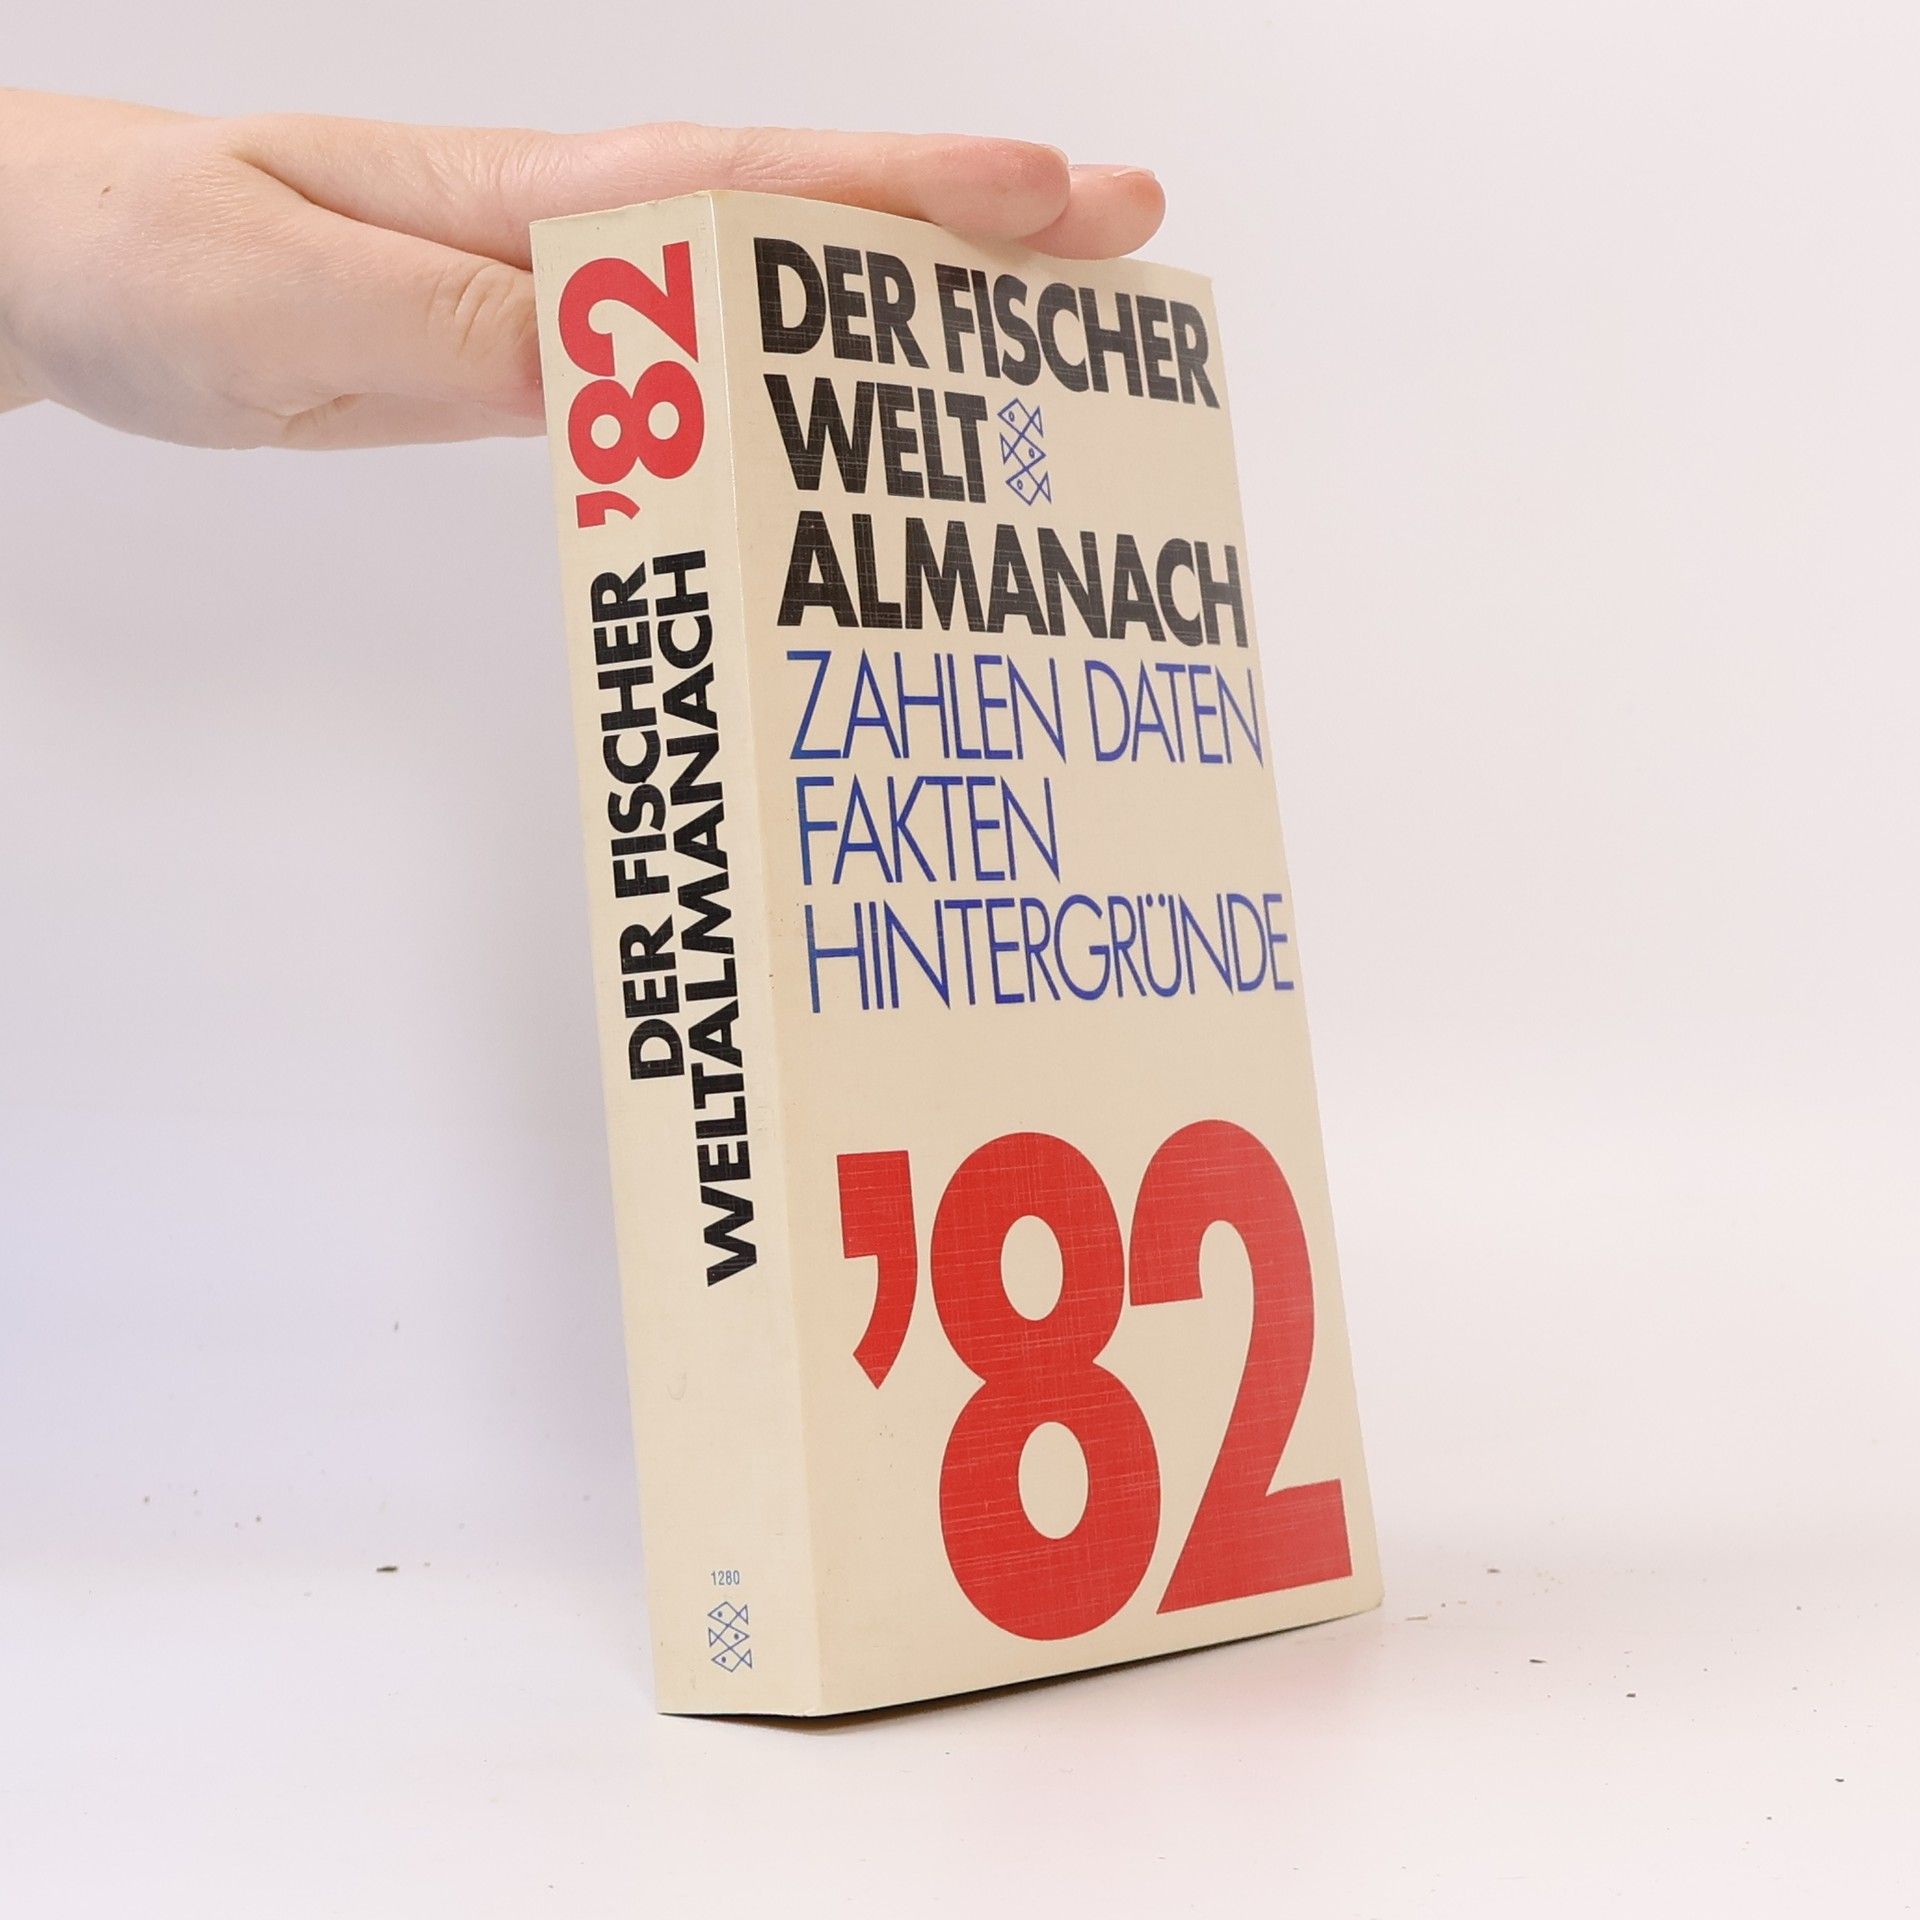 '82
DER FISCHER
WELTALMANACH
1280
DER FISCHER
WELT
ALMANACH
ZAHLEN DATEN
FAKTEN
HINTERGRÜNDE
'82